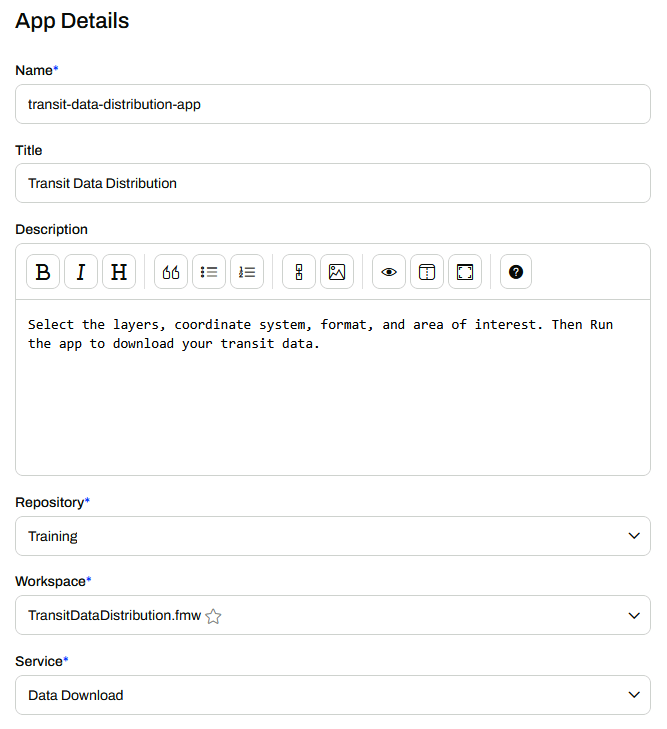 App Details
Name*
transit-data-distribution-app
Title
Transit Data Distribution
Description
B I H
Select the layers, coordinate system, format, and area of interest. Then Run
the app to download your transit data.
Repository*
Training
Workspace*
TransitDataDistribution.fmw
Service*
Data Download